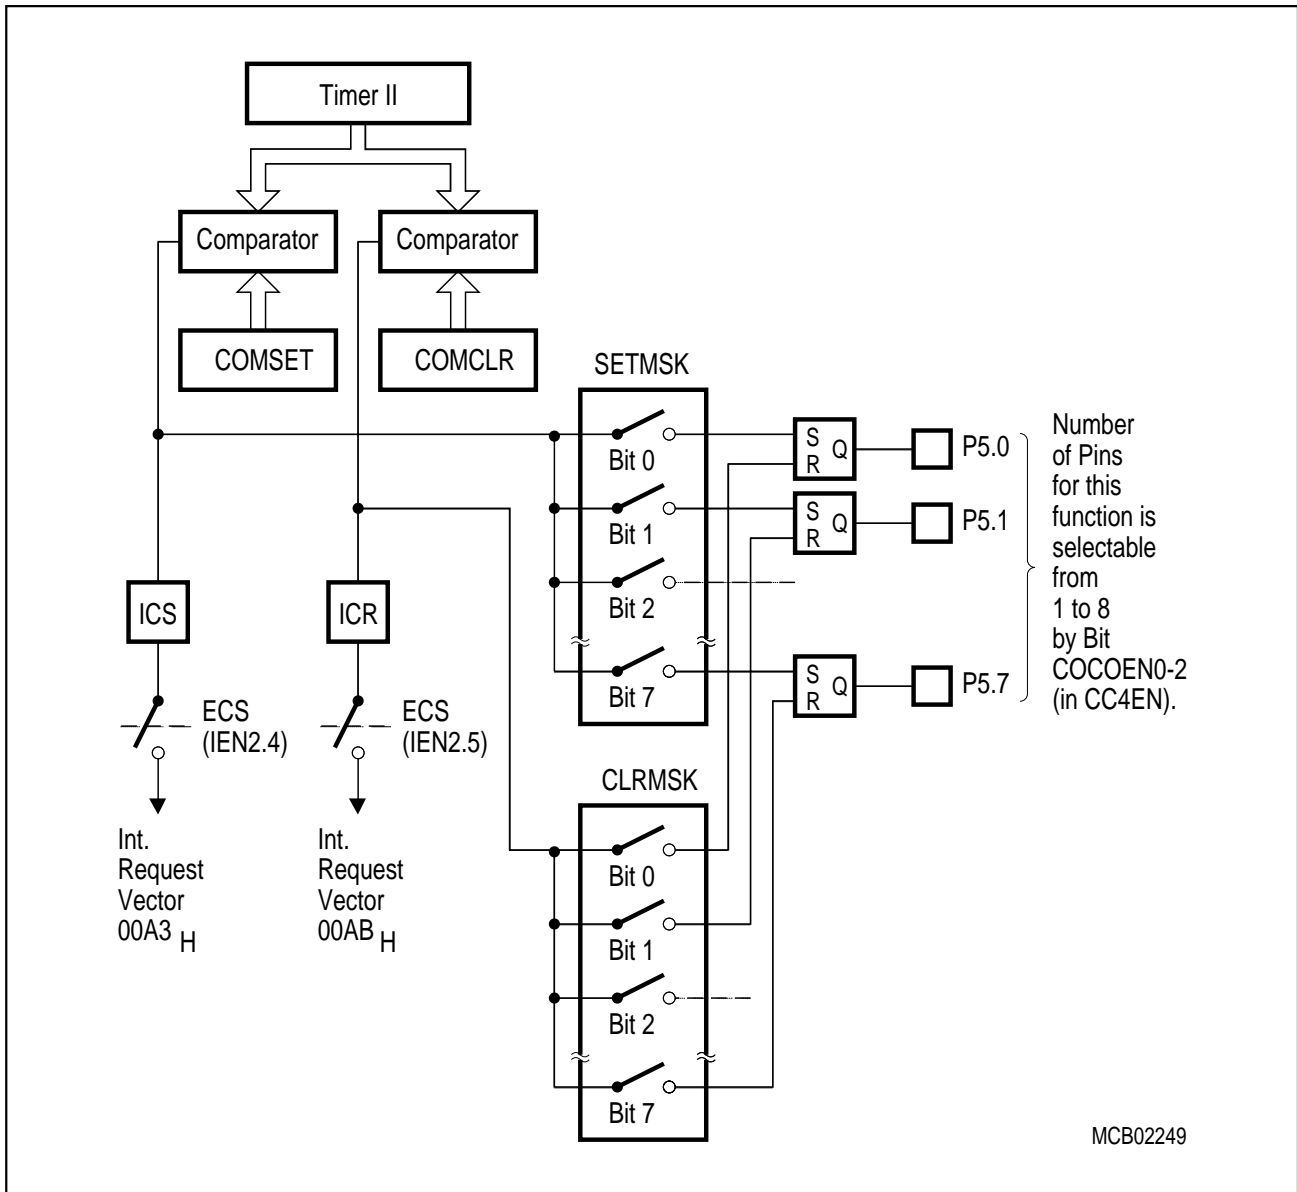 Timer II
Comparator
Comparator
COMSET
COMCLR
SETMSK
Bit 0
Bit 1
Bit 2
Bit 7
S
R
Q
P5.0
S
R
Q
P5.1
S
R
Q
P5.7
Number
of Pins
for this
function is
selectable
from
1 to 8
by Bit
COCOEN0-2
(in CC4EN).
ICS
ICR
ECS
(IEN2.4)
ECS
(IEN2.5)
Int.
Request
Vector
00A3 H
Int.
Request
Vector
00AB H
CLRMSK
Bit 0
Bit 1
Bit 2
Bit 7
MCB02249